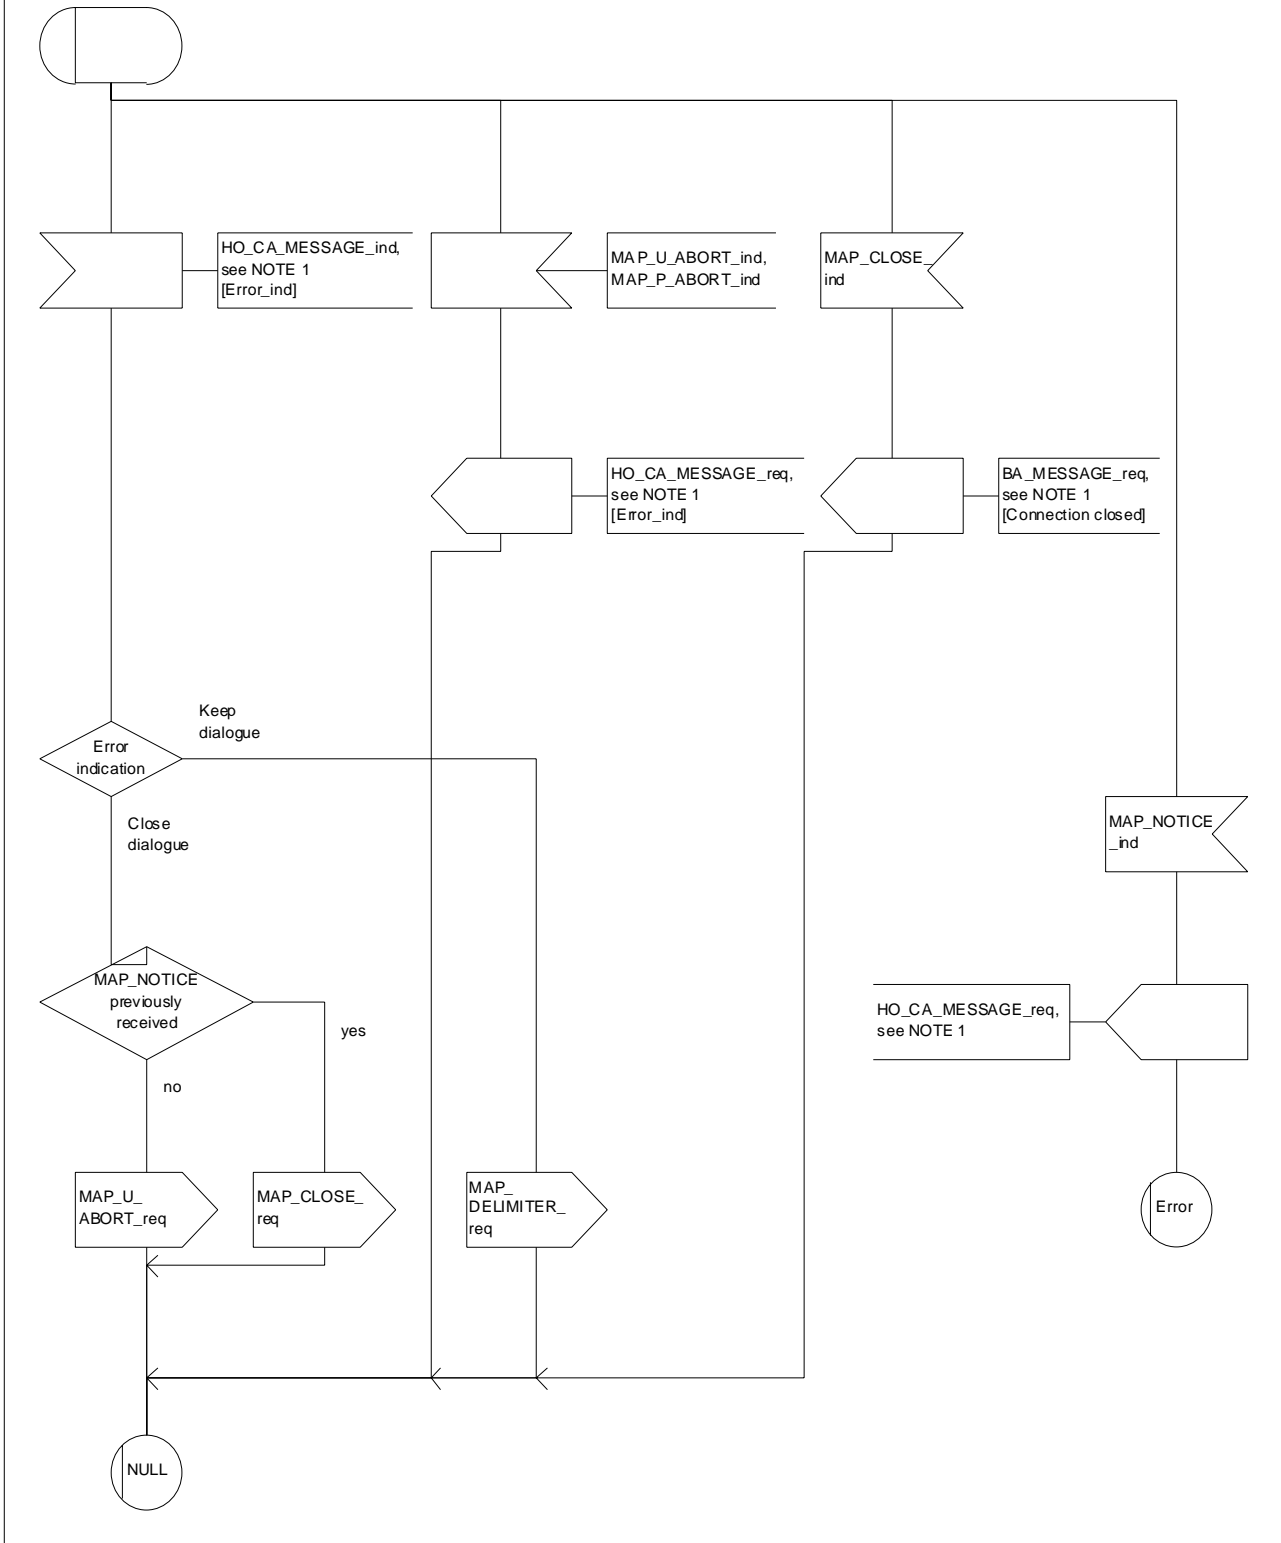 HO_CA_MESSAGE_ind,
see NOTE 1
[Error_ind]
MAP_U_ABORT_ind,
MAP_P_ABORT_ind
MAP_CLOSE_
ind
HO_CA_MESSAGE_req,
see NOTE 1
[Error_ind]
BA_MESSAGE_req,
see NOTE 1
[Connection closed]
Keep
dialogue
Error
indication
Close
dialogue
MAP_NOTICE
_ind
MAP_NOTICE
previously
received
yes
no
HO_CA_MESSAGE_req,
see NOTE 1
MAP_U_
ABORT_req
MAP_CLOSE_
req
MAP_
DELIMITER_
req
Error
NULL